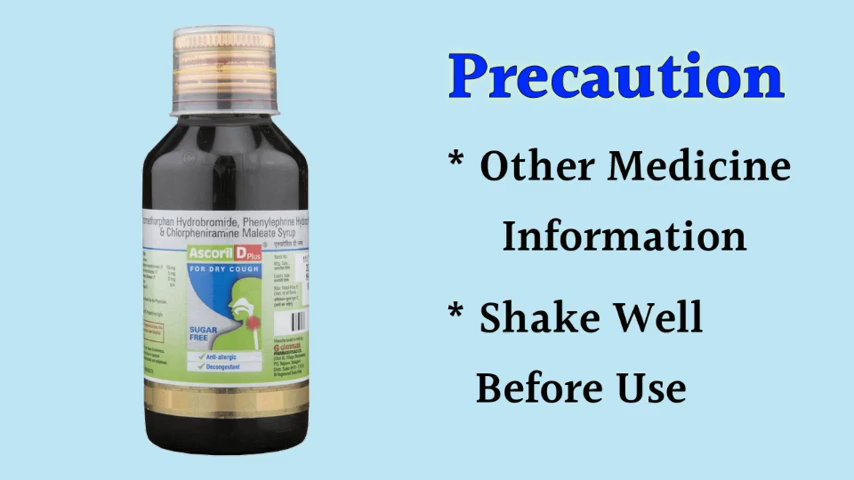 Precaution
* Other Medicine
Information
* Shake Well
Before Use
Hydrobromide, Phenylephrine
& Chlorpheniramine Maleate Syrup
Ascoril D Plus
FOR DRY COUGH
SUGAR
FREE
✓ Anti-allergic
✓ Decongestant